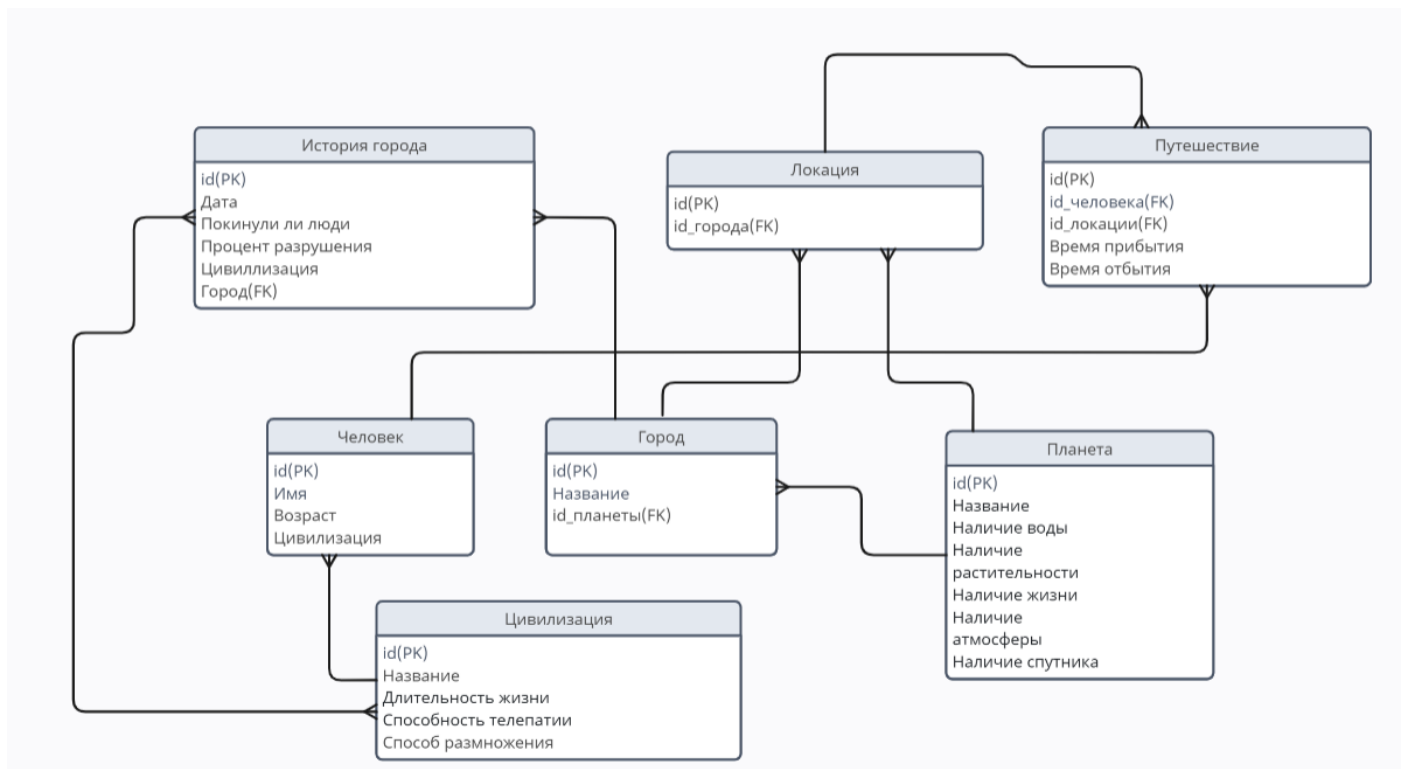 История города
id(PK)
Дата
Покинули ли люди
Процент разрушения
Цивиллизация
Город(FK)
Локация
id(PK)
id_города(FK)
Путешествие
id(PK)
id_человека(FK)
id_локации(FK)
Время прибытия
Время отбытия
Человек
id(PK)
Имя
Возраст
Цивилизация
Город
id(PK)
Название
id_планеты(FK)
Планета
id(PK)
Название
Наличие воды
Наличие
растительности
Наличие жизни
Наличие
атмосферы
Наличие спутника
Цивилизация
id(PK)
Название
Длительность жизни
Способность телепатии
Способ размножения